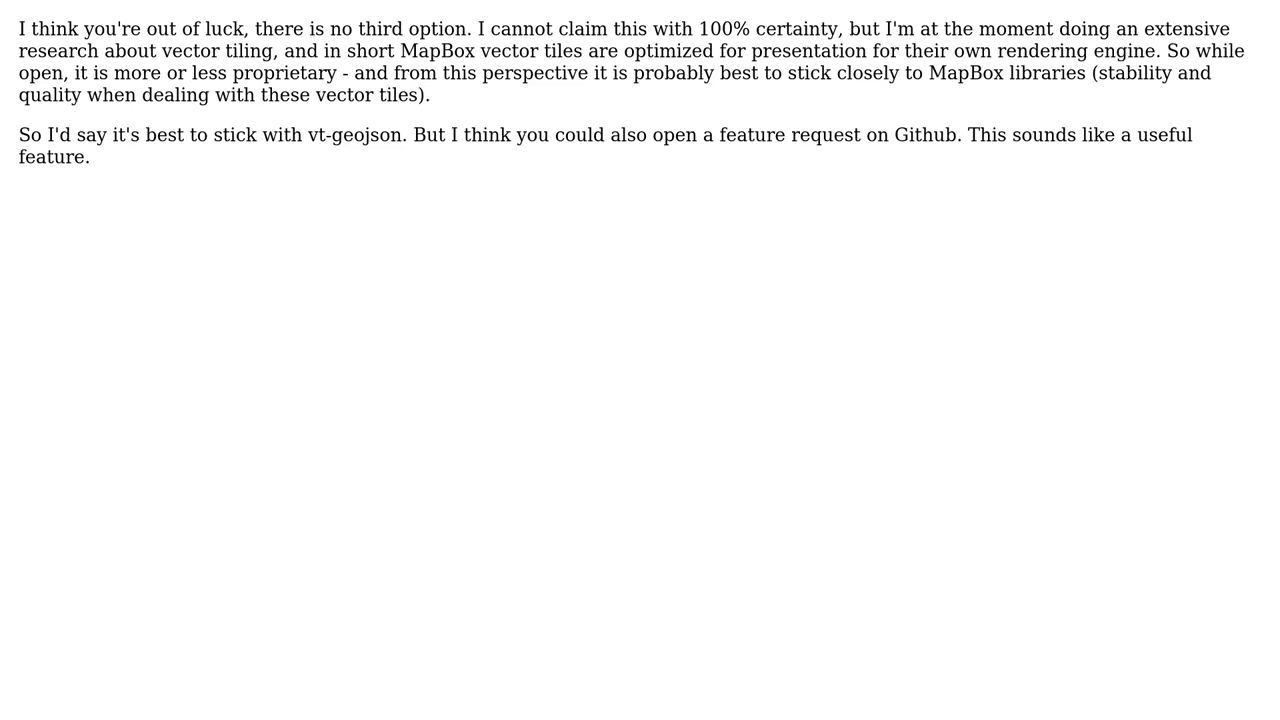 I think you're out of luck, there is no third option. I cannot claim this with 100% certainty, but I'm at the moment doing an extensive
research about vector tiling, and in short MapBox vector tiles are optimized for presentation for their own rendering engine. So while
open, it is more or less proprietary - and from this perspective it is probably best to stick closely to MapBox libraries (stability and
quality when dealing with these vector tiles).
So I'd say it's best to stick with vt-geojson. But I think you could also open a feature request on Github. This sounds like a useful
feature.